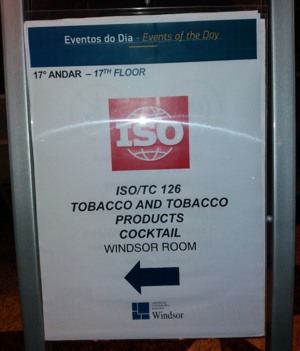 Eventos do Dia - Events of the Day
17º ANDAR – 17TH FLOOR
ISO
ISO/TC 126
TOBACCO AND TOBACCO
PRODUCTS
COCKTAIL
WINDSOR ROOM
Windsor